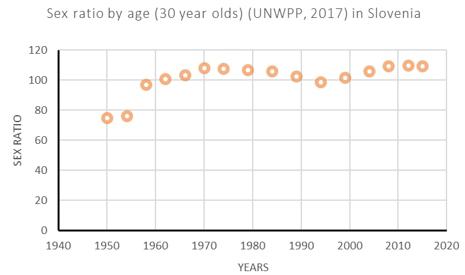 Sex ratio by age (30 year olds) (UNWPP, 2017) in Slovenia
120
100
80
60
40
20
0
SEX RATIO
1940 1950 1960 1970 1980 1990 2000 2010 2020
YEARS